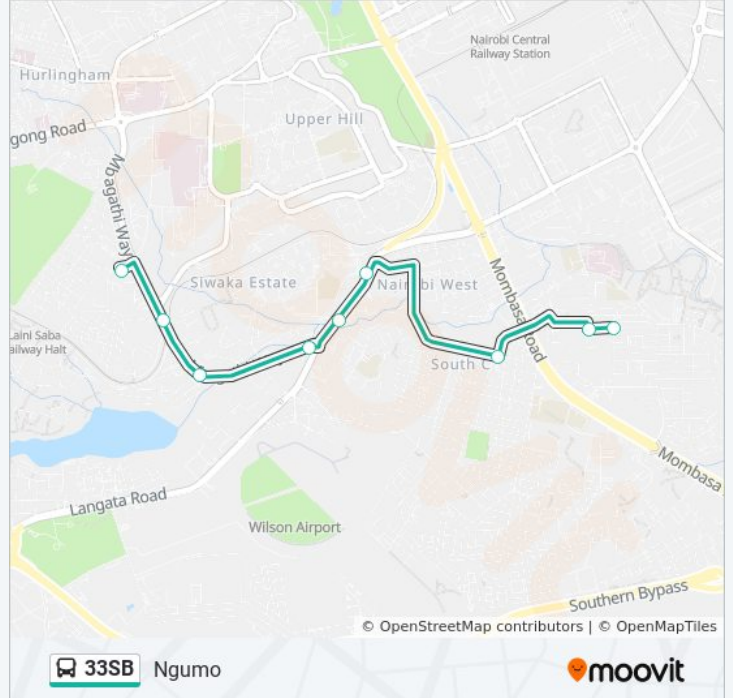 Nairobi Central
Railway Station
Hurlingham
Upper Hill
gong Road
Mbagathi Way
Siwaka Estate
Nairobi West
Mombasa Road
Laini Saba
ailway Halt
South C
Mombasa
Langata Road
Wilson Airport
Southern Bypass
© OpenStreetMap contributors | © OpenMapTiles
33SB Ngumo
moovit